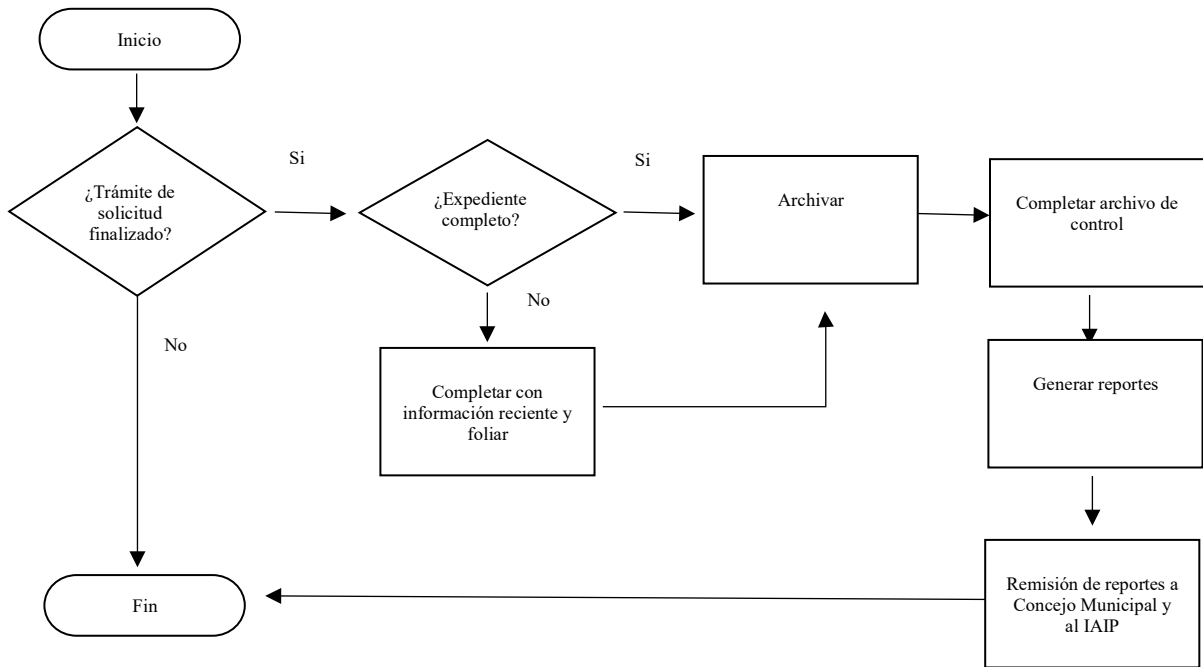 Inicio
¿Trámite de
solicitud
finalizado?
Si
¿Expediente
completo?
Si
Archivar
Completar archivo de
control
No
No
Completar con
información reciente y
foliar
Generar reportes
Remisión de reportes a
Concejo Municipal y
al IAIP
Fin